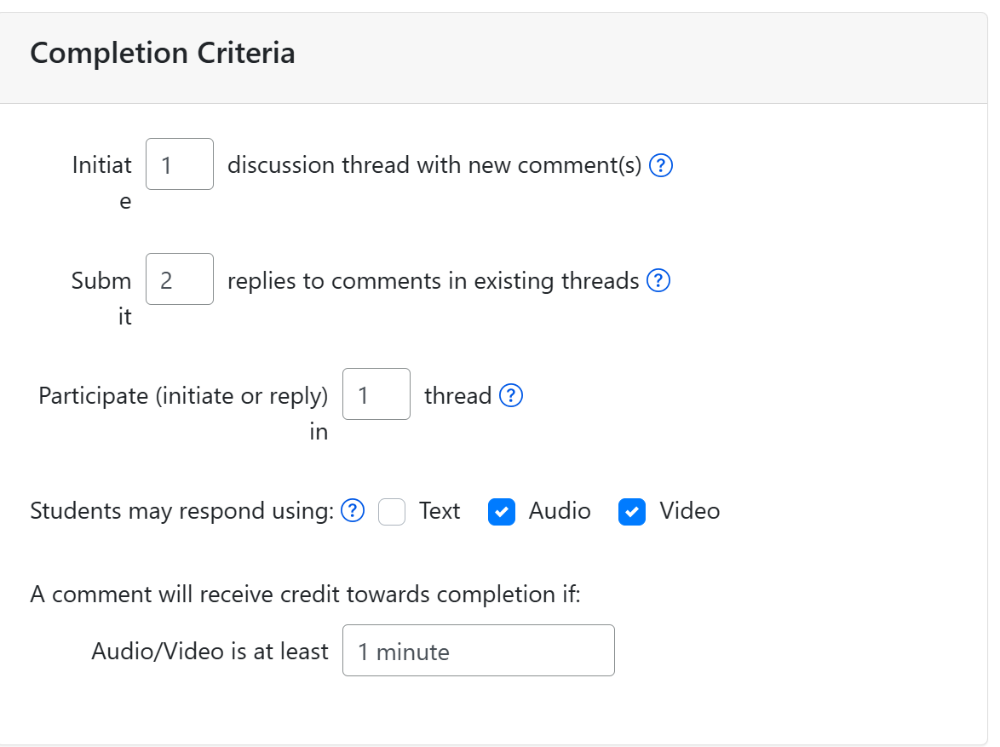 Completion Criteria
Initiat 1 discussion thread with new comment(s) ?
e
Subm 2 replies to comments in existing threads ?
it
Participate (initiate or reply) 1 thread ?
in
Students may respond using: ? Text Audio Video
A comment will receive credit towards completion if:
Audio/Video is at least 1 minute